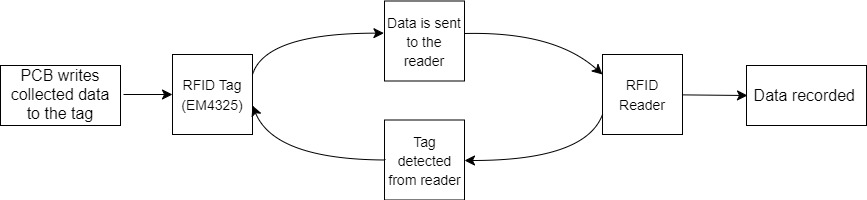 PCB writes
collected data
to the tag
RFID Tag
(EM4325)
Data is sent
to the
reader
Tag
detected
from reader
RFID
Reader
Data recorded